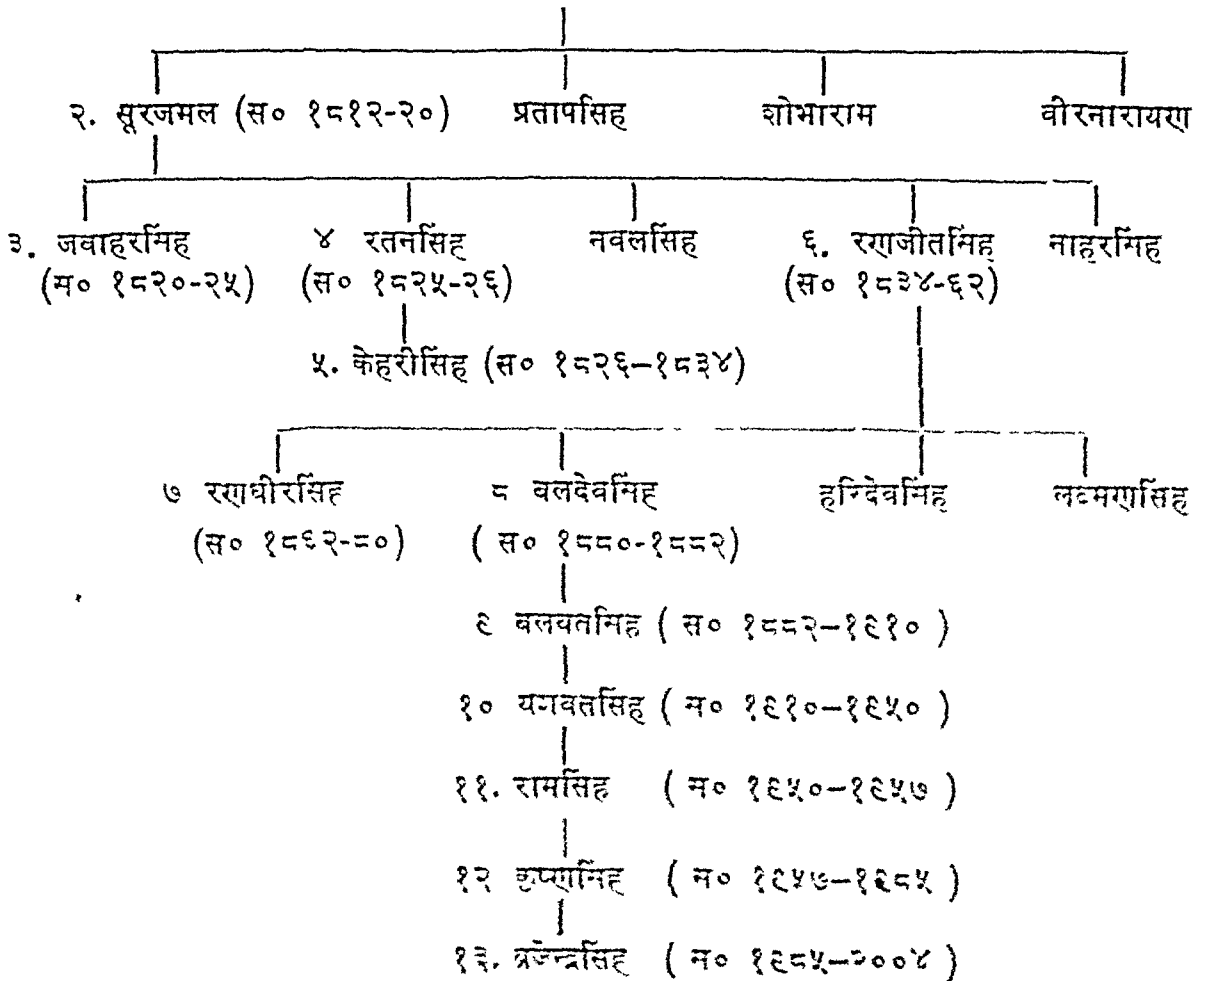 २. सूरजमल (स० १८१२-२०) प्रतापसिंह शोभाराम वीरनारायण
३. जवाहरसिंह ४ रतनसिंह नवलसिंह ६. रणजीतसिंह नाहरसिंह
(स० १८२०-२५) (स० १८२५-२६) (स० १८३४-६२)
५. केहरीसिंह (स० १८२६–१८३४)
७ रणधीरसिंह ८ बलदेवसिंह हरिदेवसिंह लक्ष्मणसिंह
(स० १८६२-८०) ( स० १८८०-१८८२)
९ बलवतसिंह ( स० १८८२–१९१० )
१० यशवतसिंह ( स० १९१०–१९५० )
११. रामसिंह ( स० १९५०–१९५७ )
१२ कृष्णसिंह ( स० १९५७–१९८५ )
१३. व्रजेन्द्रसिंह ( स० १९८५–२००४ )